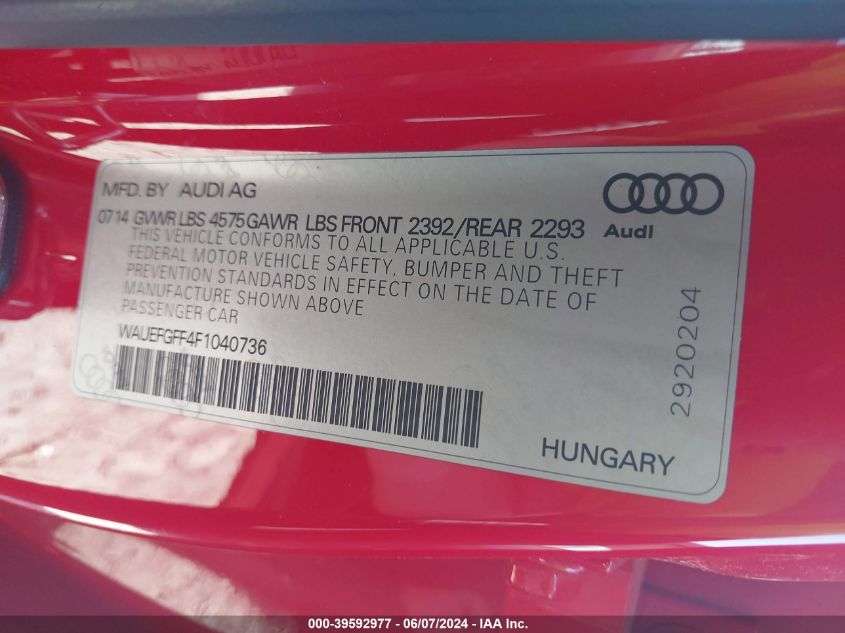 MFD. BY AUDI AG
0714 GVWR LBS 4575 GAWR LBS FRONT 2392/REAR 2293
THIS VEHICLE CONFORMS TO ALL APPLICABLE U.S.
FEDERAL MOTOR VEHICLE SAFETY, BUMPER AND THEFT
PREVENTION STANDARDS IN EFFECT ON THE DATE OF
MANUFACTURE SHOWN ABOVE
PASSENGER CAR
WAUEFGFF4F1040736
Audi
2920204
HUNGARY
000-39592977 - 06/07/2024 - IAA Inc.